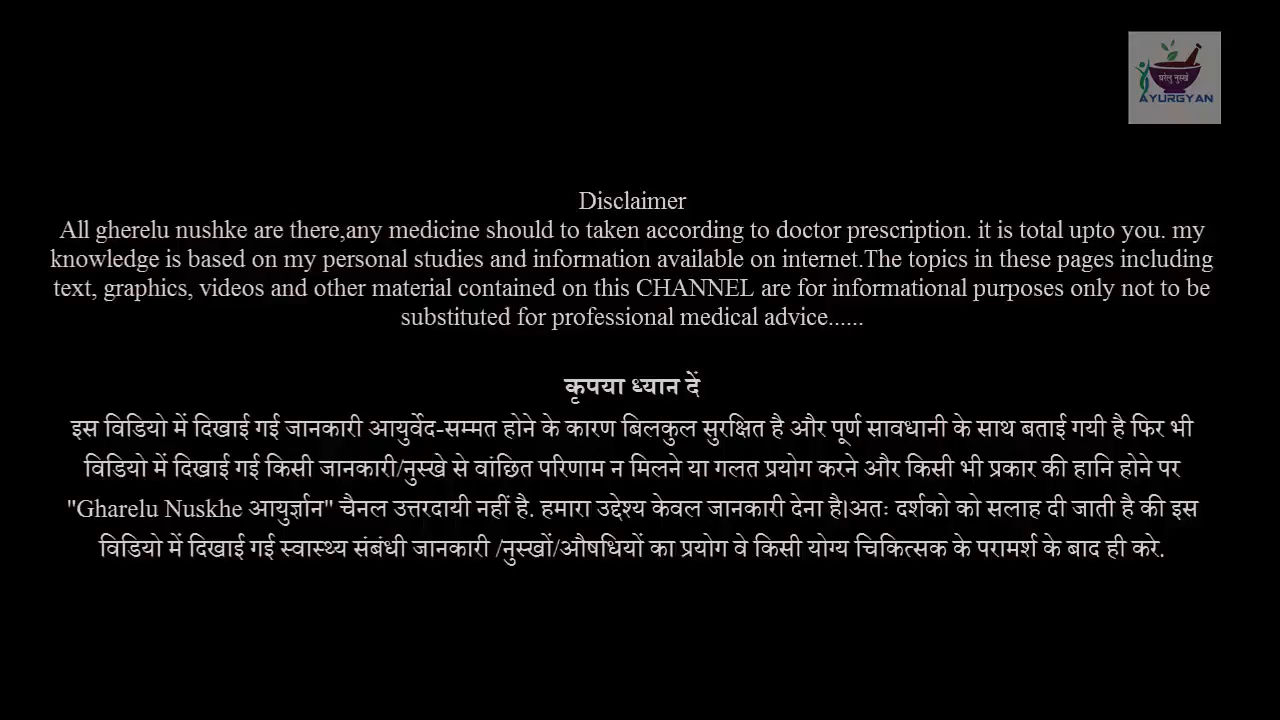 घरेलु नुस्खे
AYURGYAN
Disclaimer
All gherelu nushke are there,any medicine should to taken according to doctor prescription. it is total upto you. my
knowledge is based on my personal studies and information available on internet.The topics in these pages including
text, graphics, videos and other material contained on this CHANNEL are for informational purposes only not to be
substituted for professional medical advice......
कृपया ध्यान दें
इस विडियो में दिखाई गई जानकारी आयुर्वेद-सम्मत होने के कारण बिलकुल सुरक्षित है और पूर्ण सावधानी के साथ बताई गयी है फिर भी
विडियो में दिखाई गई किसी जानकारी/नुस्खे से वांछित परिणाम न मिलने या गलत प्रयोग करने और किसी भी प्रकार की हानि होने पर
"Gharelu Nuskhe आयुर्ज्ञान" चैनल उत्तरदायी नहीं है. हमारा उद्देश्य केवल जानकारी देना है।अतः दर्शको को सलाह दी जाती है की इस
विडियो में दिखाई गई स्वास्थ्य संबंधी जानकारी /नुस्खों/औषधियों का प्रयोग वे किसी योग्य चिकित्सक के परामर्श के बाद ही करे.